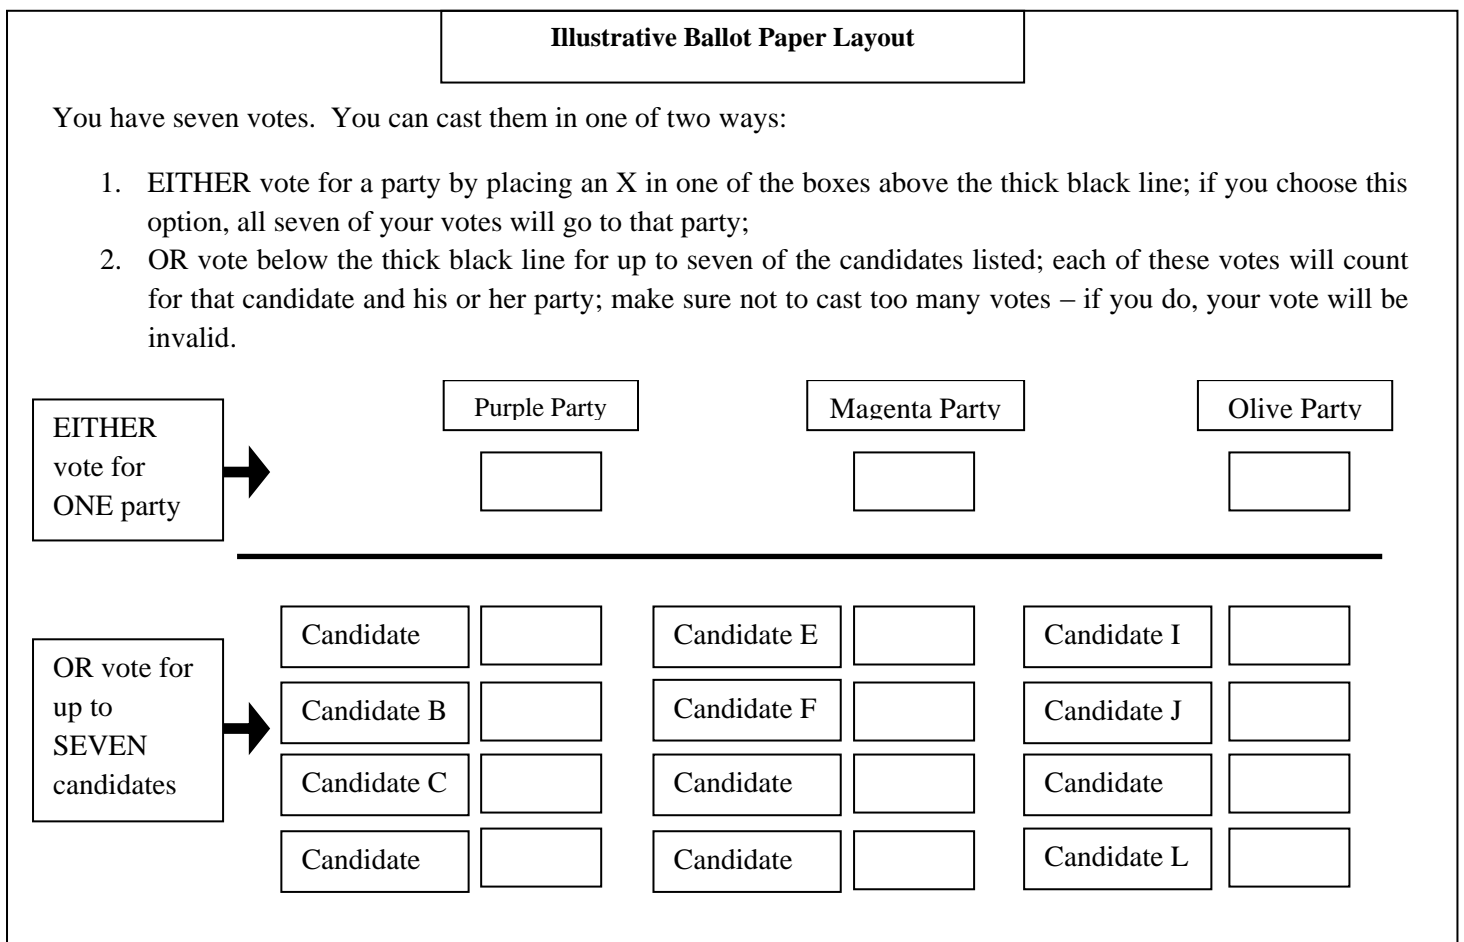 Illustrative Ballot Paper Layout
You have seven votes.  You can cast them in one of two ways:
1. EITHER vote for a party by placing an X in one of the boxes above the thick black line; if you choose this
option, all seven of your votes will go to that party;
2. OR vote below the thick black line for up to seven of the candidates listed; each of these votes will count
for that candidate and his or her party; make sure not to cast too many votes – if you do, your vote will be
invalid.
EITHER
vote for
ONE party
Purple Party
Magenta Party
Olive Party
OR vote for
up to
SEVEN
candidates
Candidate
Candidate E
Candidate I
Candidate B
Candidate F
Candidate J
Candidate C
Candidate
Candidate
Candidate
Candidate
Candidate L